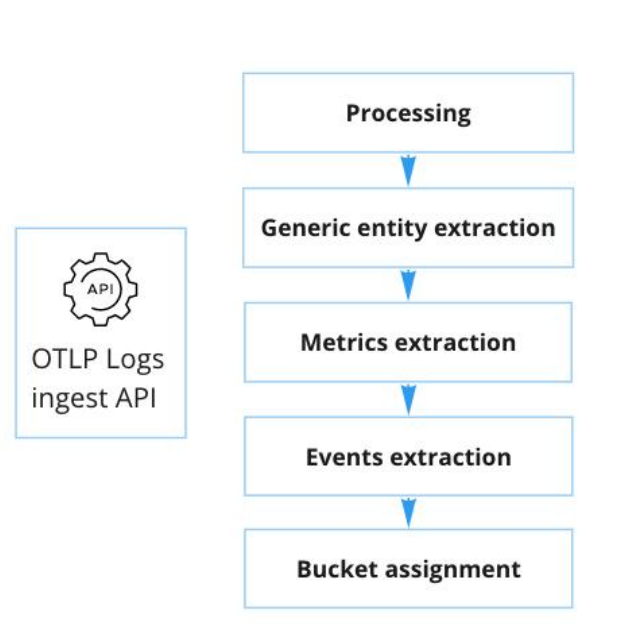 Processing
Generic entity extraction
API
OTLP Logs
ingest API
Metrics extraction
Events extraction
Bucket assignment